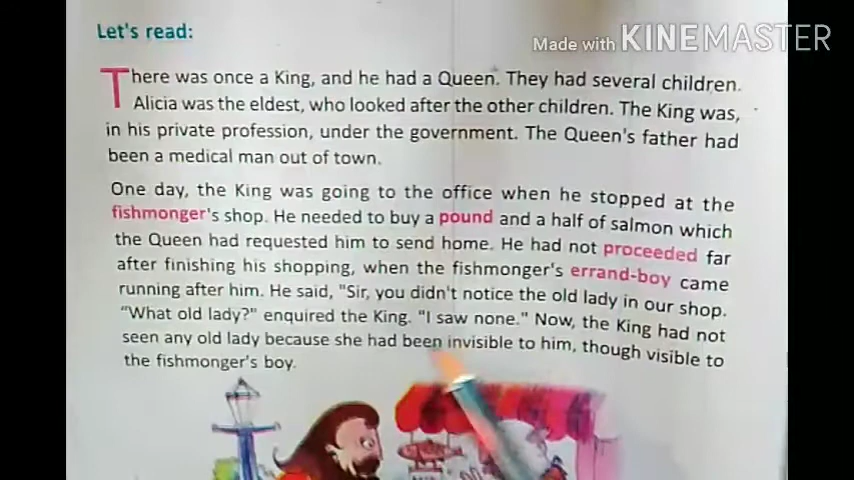 Let's read:
Made with KINEMASTER
There was once a King, and he had a Queen. They had several children.
Alicia was the eldest, who looked after the other children. The King was,
in his private profession, under the government. The Queen's father had
been a medical man out of town.
One day, the King was going to the office when he stopped at the
fishmonger's shop. He needed to buy a pound and a half of salmon which
the Queen had requested him to send home. He had not proceeded far
after finishing his shopping, when the fishmonger's errand-boy came
running after him. He said, "Sir, you didn't notice the old lady in our shop.
"What old lady?" enquired the King. "I saw none." Now, the King had not
seen any old lady because she had been invisible to him, though visible to
the fishmonger's boy.